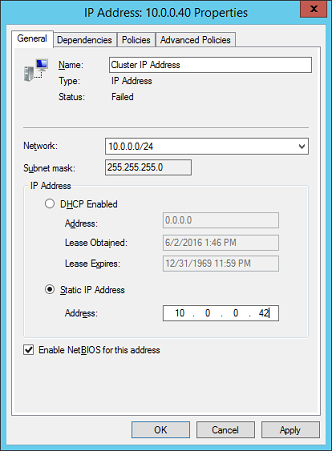 IP Address: 10.0.0.40 Properties
x
General Dependencies Policies Advanced Policies
Name: Cluster IP Address
Type: IP Address
Status: Failed
Network: 10.0.0.0/24
Subnet mask: 255.255.255.0
IP Address
DHCP Enabled
Address: 0.0.0.0
Lease Obtained: 6/2/2016 1:46 PM
Lease Expires: 12/31/1969 11:59 PM
Static IP Address
Address: 10 . 0 . 0 . 42
Enable NetBIOS for this address
OK Cancel Apply